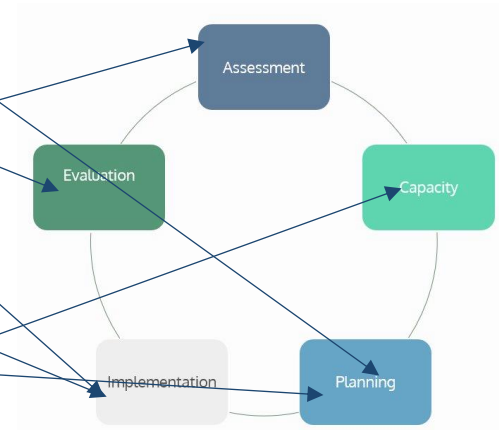 Assessment
Evaluation
Capacity
Implementation
Planning